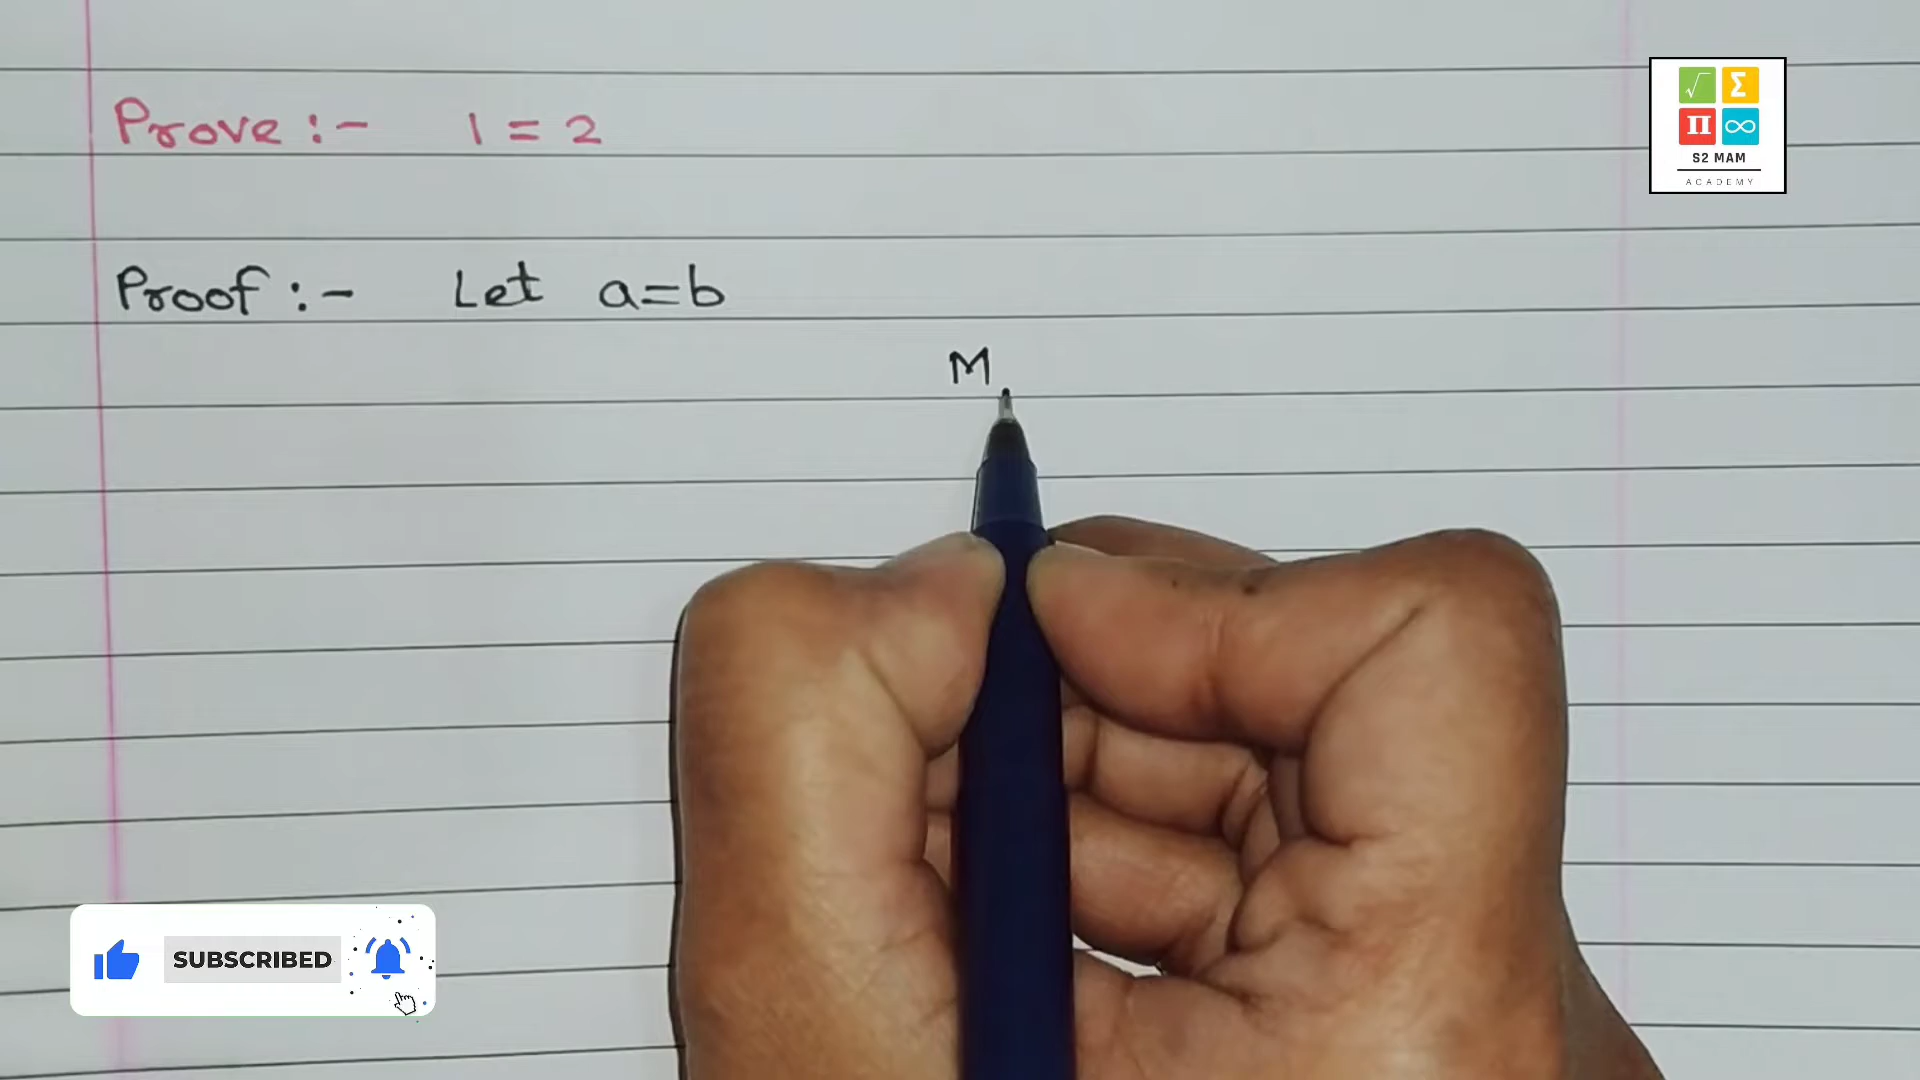 Prove :- 1 = 2
√ Σ
π ∞
S2 MAM
ACADEMY
Proof :- Let a=b
M
SUBSCRIBED